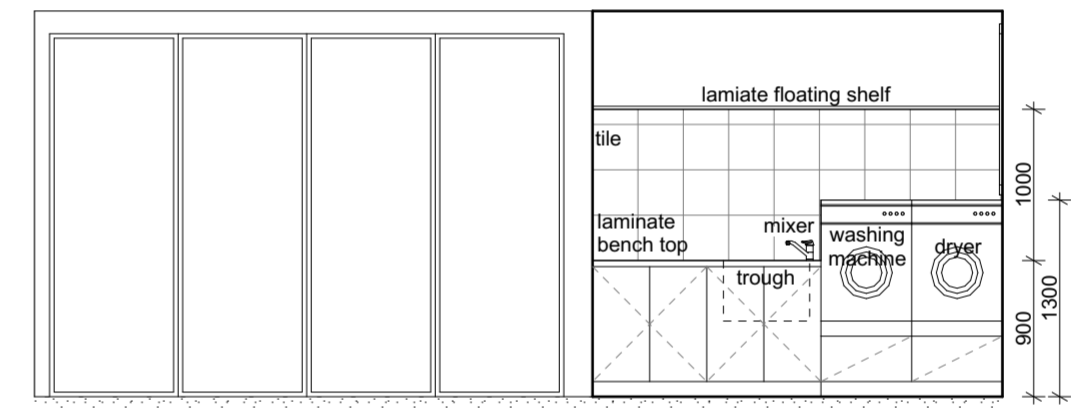 lamiate floating shelf
tile
laminate
bench top
mixer
washing
machine
dryer
trough
1000
900
1300